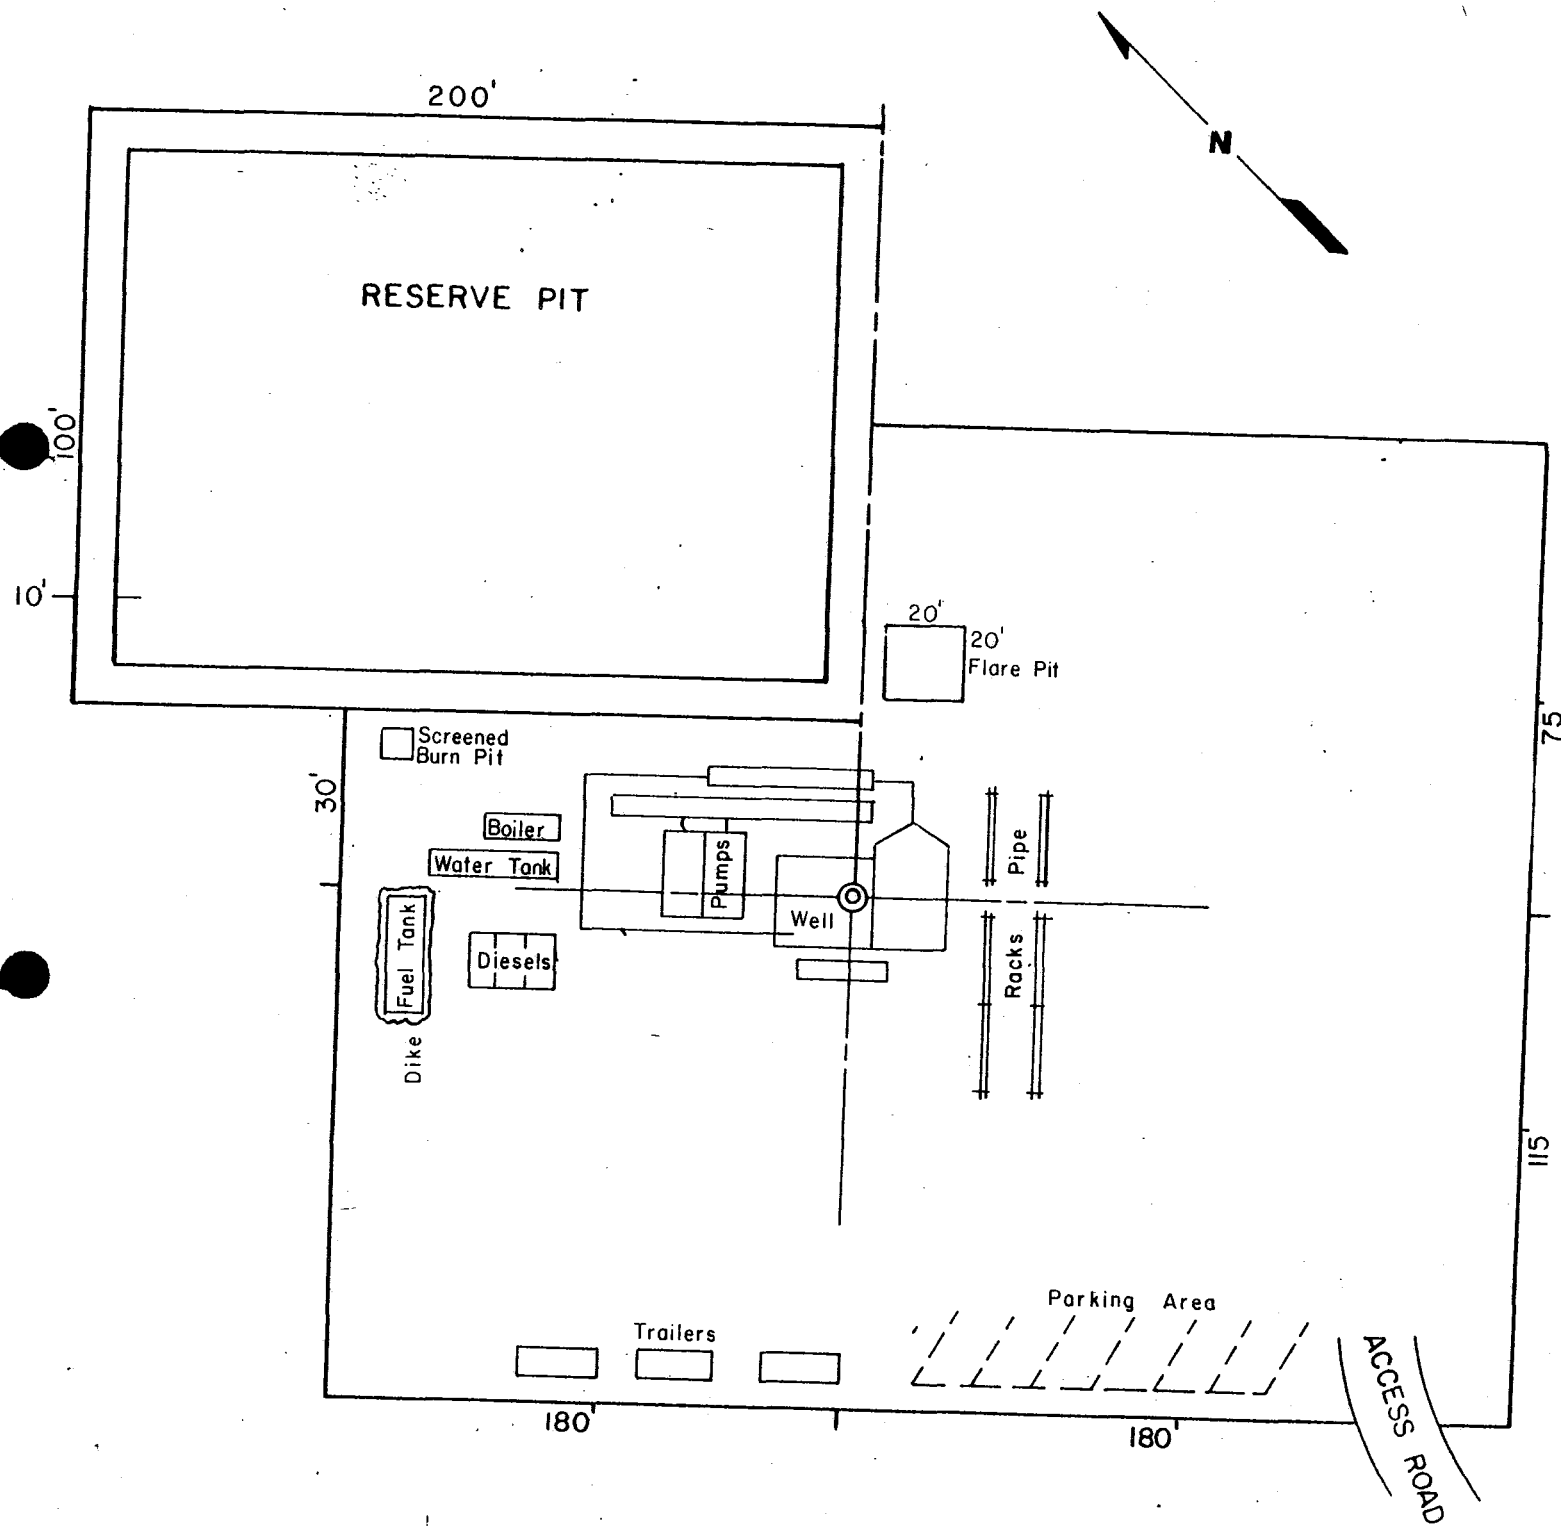 200'
N
RESERVE PIT
100'
10'
20'
20'
Flare Pit
75'
Screened
Burn Pit
30'
Boiler
Water Tank
Pumps
Pipe
Well
Fuel Tank
Diesels
Racks
Dike
115'
Parking Area
Trailers
ACCESS ROAD
180'
180'